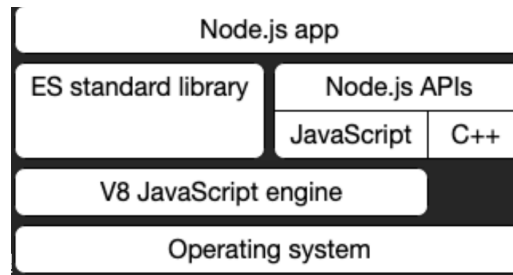 Node.js app
ES standard library
Node.js APIs
JavaScript
C++
V8 JavaScript engine
Operating system